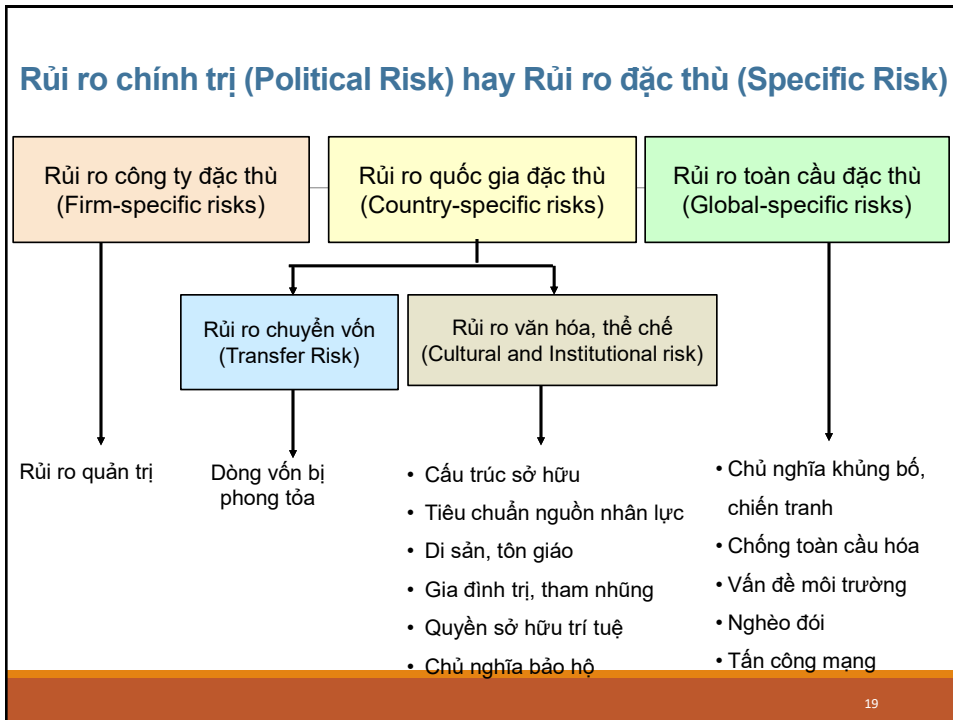 Rủi ro chính trị (Political Risk) hay Rủi ro đặc thù (Specific Risk)
Rủi ro công ty đặc thù
(Firm-specific risks)
Rủi ro quốc gia đặc thù
(Country-specific risks)
Rủi ro toàn cầu đặc thù
(Global-specific risks)
Rủi ro chuyển vốn
(Transfer Risk)
Rủi ro văn hóa, thể chế
(Cultural and Institutional risk)
Rủi ro quản trị
Dòng vốn bị
phong tỏa
• Cấu trúc sở hữu
• Tiêu chuẩn nguồn nhân lực
• Di sản, tôn giáo
• Gia đình trị, tham nhũng
• Quyền sở hữu trí tuệ
• Chủ nghĩa bảo hộ
• Chủ nghĩa khủng bố,
chiến tranh
• Chống toàn cầu hóa
• Vấn đề môi trường
• Nghèo đói
• Tấn công mạng
19